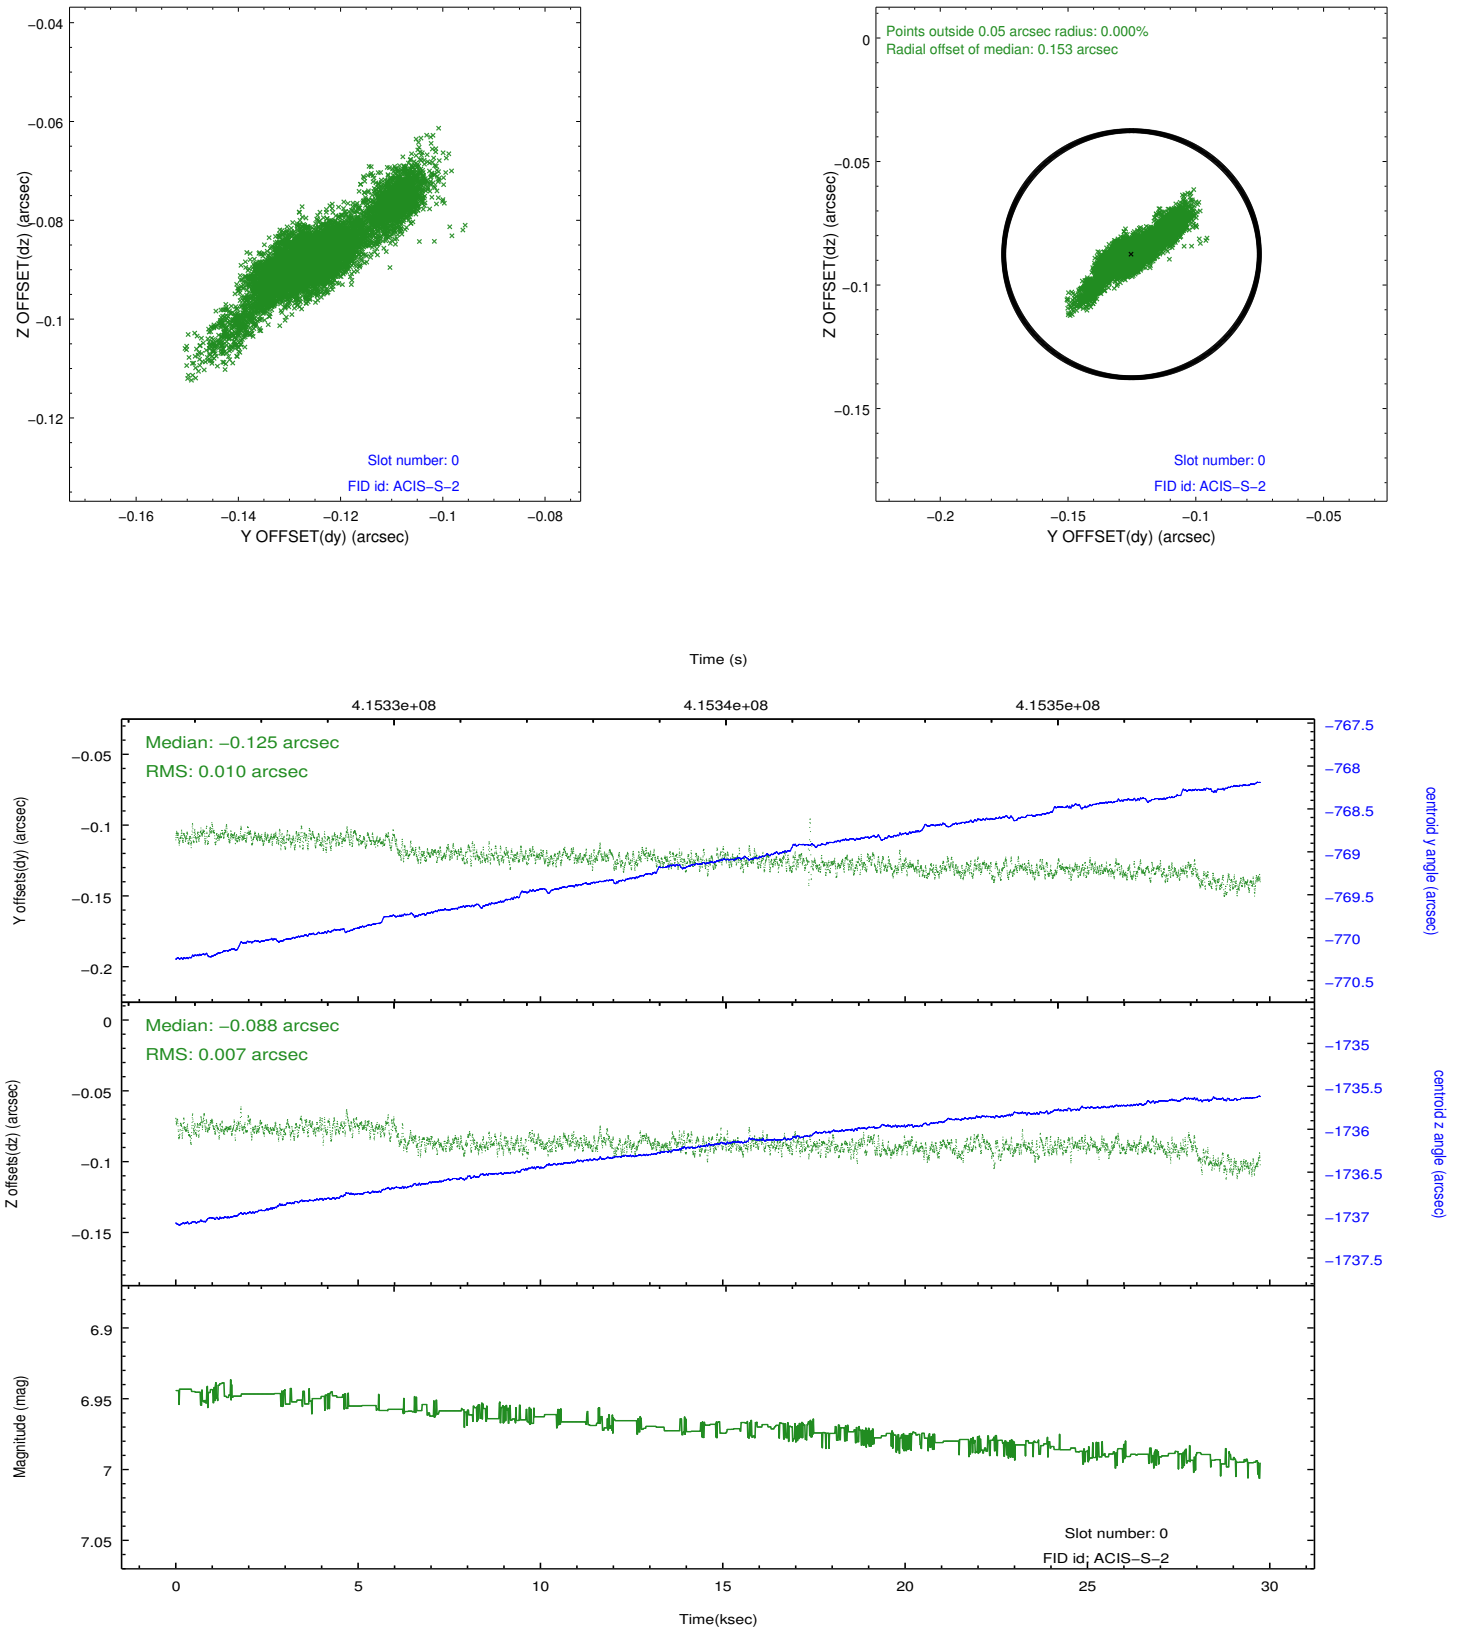 −0.04
−0.06
−0.08
−0.1
−0.12
Z OFFSET(dz) (arcsec)
Slot number: 0
FID id: ACIS−S−2
−0.16
−0.14
−0.12
−0.1
−0.08
Y OFFSET(dy) (arcsec)
Points outside 0.05 arcsec radius: 0.000%
Radial offset of median: 0.153 arcsec
0
−0.05
−0.1
−0.15
Z OFFSET(dz) (arcsec)
Slot number: 0
FID id: ACIS−S−2
−0.2
−0.15
−0.1
−0.05
Y OFFSET(dy) (arcsec)
Time (s)
4.1533e+08
4.1534e+08
4.1535e+08
Median: −0.125 arcsec
RMS: 0.010 arcsec
−0.05
−0.1
−0.15
−0.2
Y offsets(dy) (arcsec)
−767.5
−768
−768.5
−769
−769.5
−770
−770.5
centroid y angle (arcsec)
Median: −0.088 arcsec
RMS: 0.007 arcsec
0
−0.05
−0.1
−0.15
Z offsets(dz) (arcsec)
−1735
−1735.5
−1736
−1736.5
−1737
−1737.5
centroid z angle (arcsec)
6.9
6.95
7
7.05
Magnitude (mag)
Slot number: 0
FID id: ACIS−S−2
0
5
10
15
20
25
30
Time(ksec)